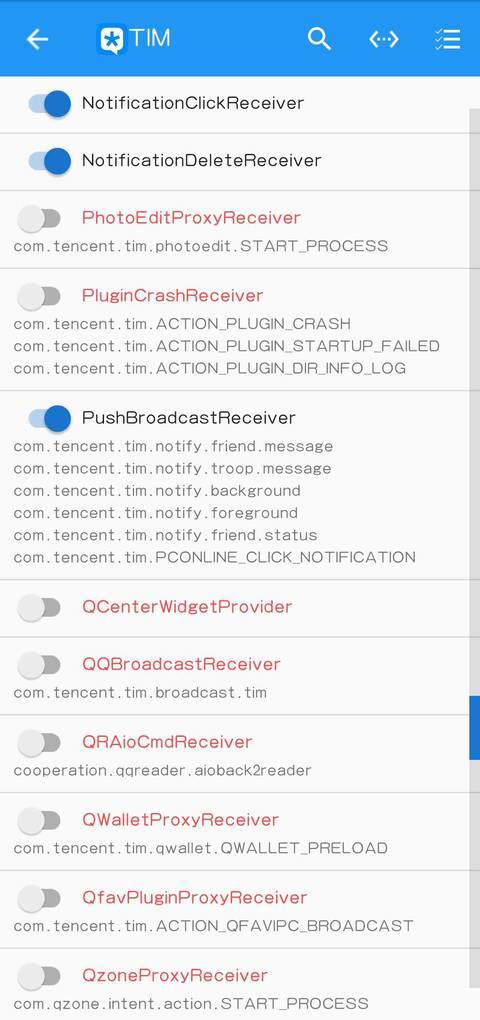 TIM
NotificationClickReceiver
NotificationDeleteReceiver
PhotoEditProxyReceiver
com.tencent.tim.photoedit.START_PROCESS
PluginCrashReceiver
com.tencent.tim.ACTION_PLUGIN_CRASH
com.tencent.tim.ACTION_PLUGIN_STARTUP_FAILED
com.tencent.tim.ACTION_PLUGIN_DIR_INFO_LOG
PushBroadcastReceiver
com.tencent.tim.notify.friend.message
com.tencent.tim.notify.troop.message
com.tencent.tim.notify.background
com.tencent.tim.notify.foreground
com.tencent.tim.notify.friend.status
com.tencent.tim.PCONLINE_CLICK_NOTIFICATION
QCenterWidgetProvider
QQBroadcastReceiver
com.tencent.tim.broadcast.tim
QRAioCmdReceiver
cooperation.qqreader.aioback2reader
QWalletProxyReceiver
com.tencent.tim.qwallet.QWALLET_PRELOAD
QfavPluginProxyReceiver
com.tencent.tim.ACTION_QFAVIPC_BROADCAST
QzoneProxyReceiver
com.qzone.intent.action.START_PROCESS